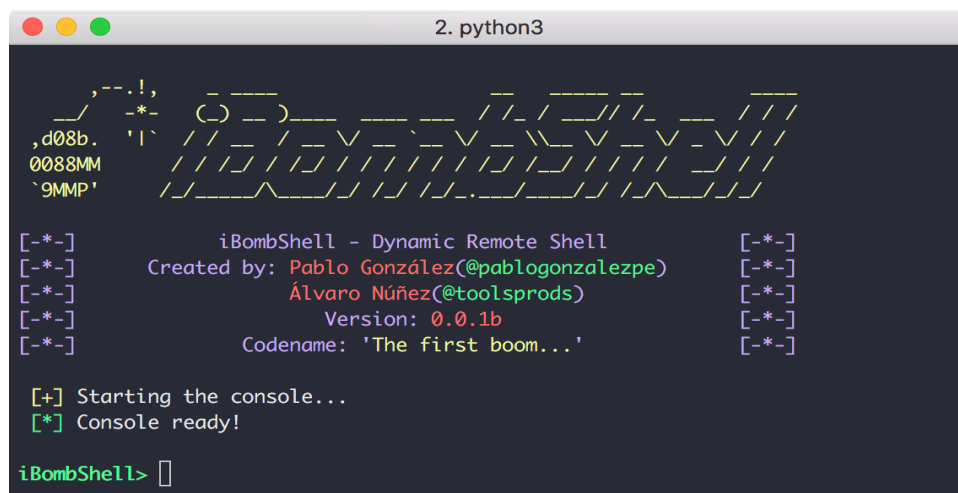 2. python3
iBombShell
[-*-] iBombShell - Dynamic Remote Shell [-*-]
[-*-] Created by: Pablo González(@pablogonzalezpe) [-*-]
[-*-] Álvaro Núñez(@toolsprods) [-*-]
[-*-] Version: 0.0.1b [-*-]
[-*-] Codename: 'The first boom...' [-*-]
[+] Starting the console...
[*] Console ready!
iBombShell>